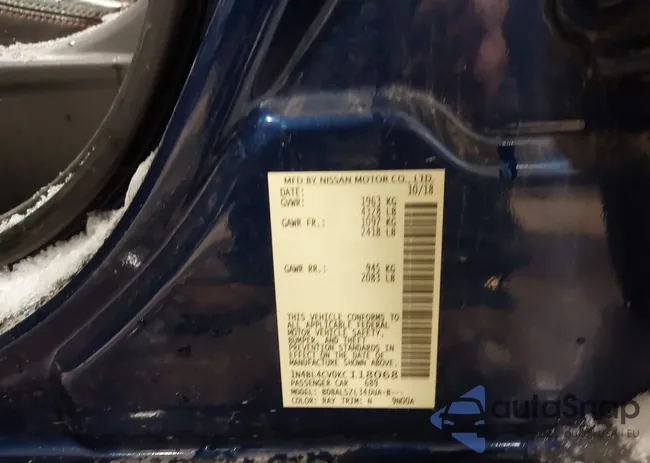 MFD BY NISSAN MOTOR CO., LTD.
DATE: 10/18
GVWR: 1963 KG
4328 LB
GAWR FR.: 1097 KG
2418 LB
GAWR RR.: 945 KG
2083 LB
THIS VEHICLE CONFORMS TO
ALL APPLICABLE FEDERAL
MOTOR VEHICLE SAFETY,
BUMPER, AND THEFT
PREVENTION STANDARDS IN
EFFECT ON THE DATE OF
MANUFACTURE SHOWN ABOVE.
1N4BL4CV0KC118068
PASSENGER CAR 689
MODEL:
COLOR: RAY TRIM: N 9N00A
autoSnap